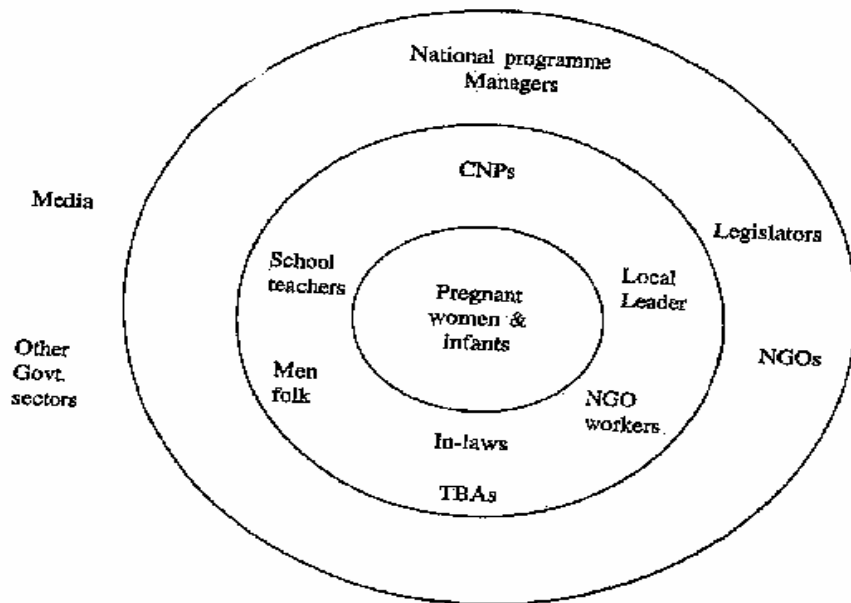 National programme
Managers
CNPs
Media
Legislators
School
teachers
Local
Leader
Pregnant
women &
infants
Other
Govt.
sectors
NGOs
Men
folk
NGO
workers
In-laws
TBAs